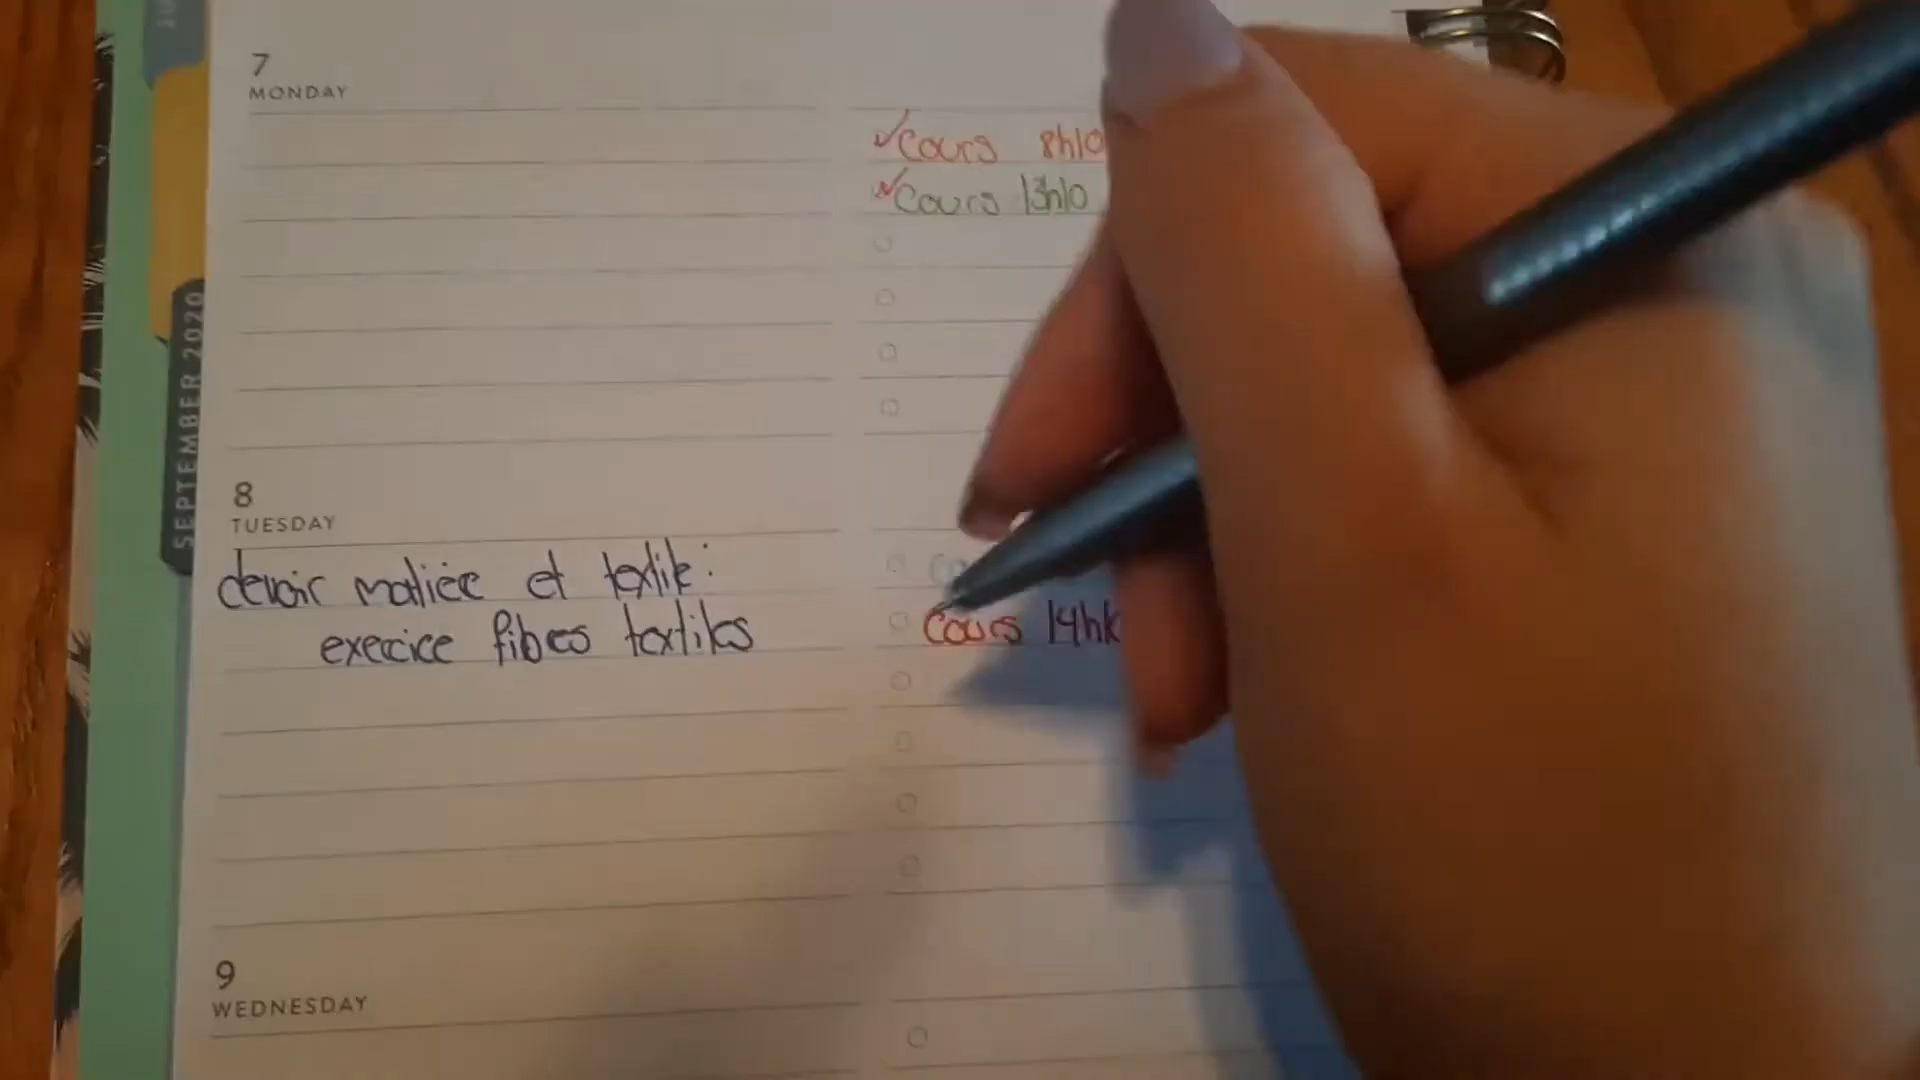 7
MONDAY
✓Cours 8h10
✓Cours 13h10
SEPTEMBER 2020
8
TUESDAY
devoir matière et textile:
exercice fibres textiles
Cours 14h
9
WEDNESDAY